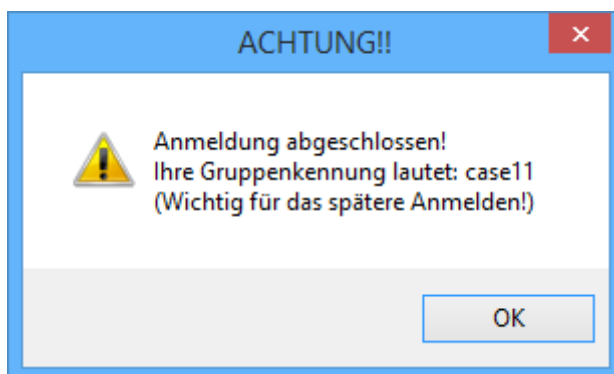 ACHTUNG!!
Anmeldung abgeschlossen!
Ihre Gruppenkennung lautet: case11
(Wichtig für das spätere Anmelden!)
OK